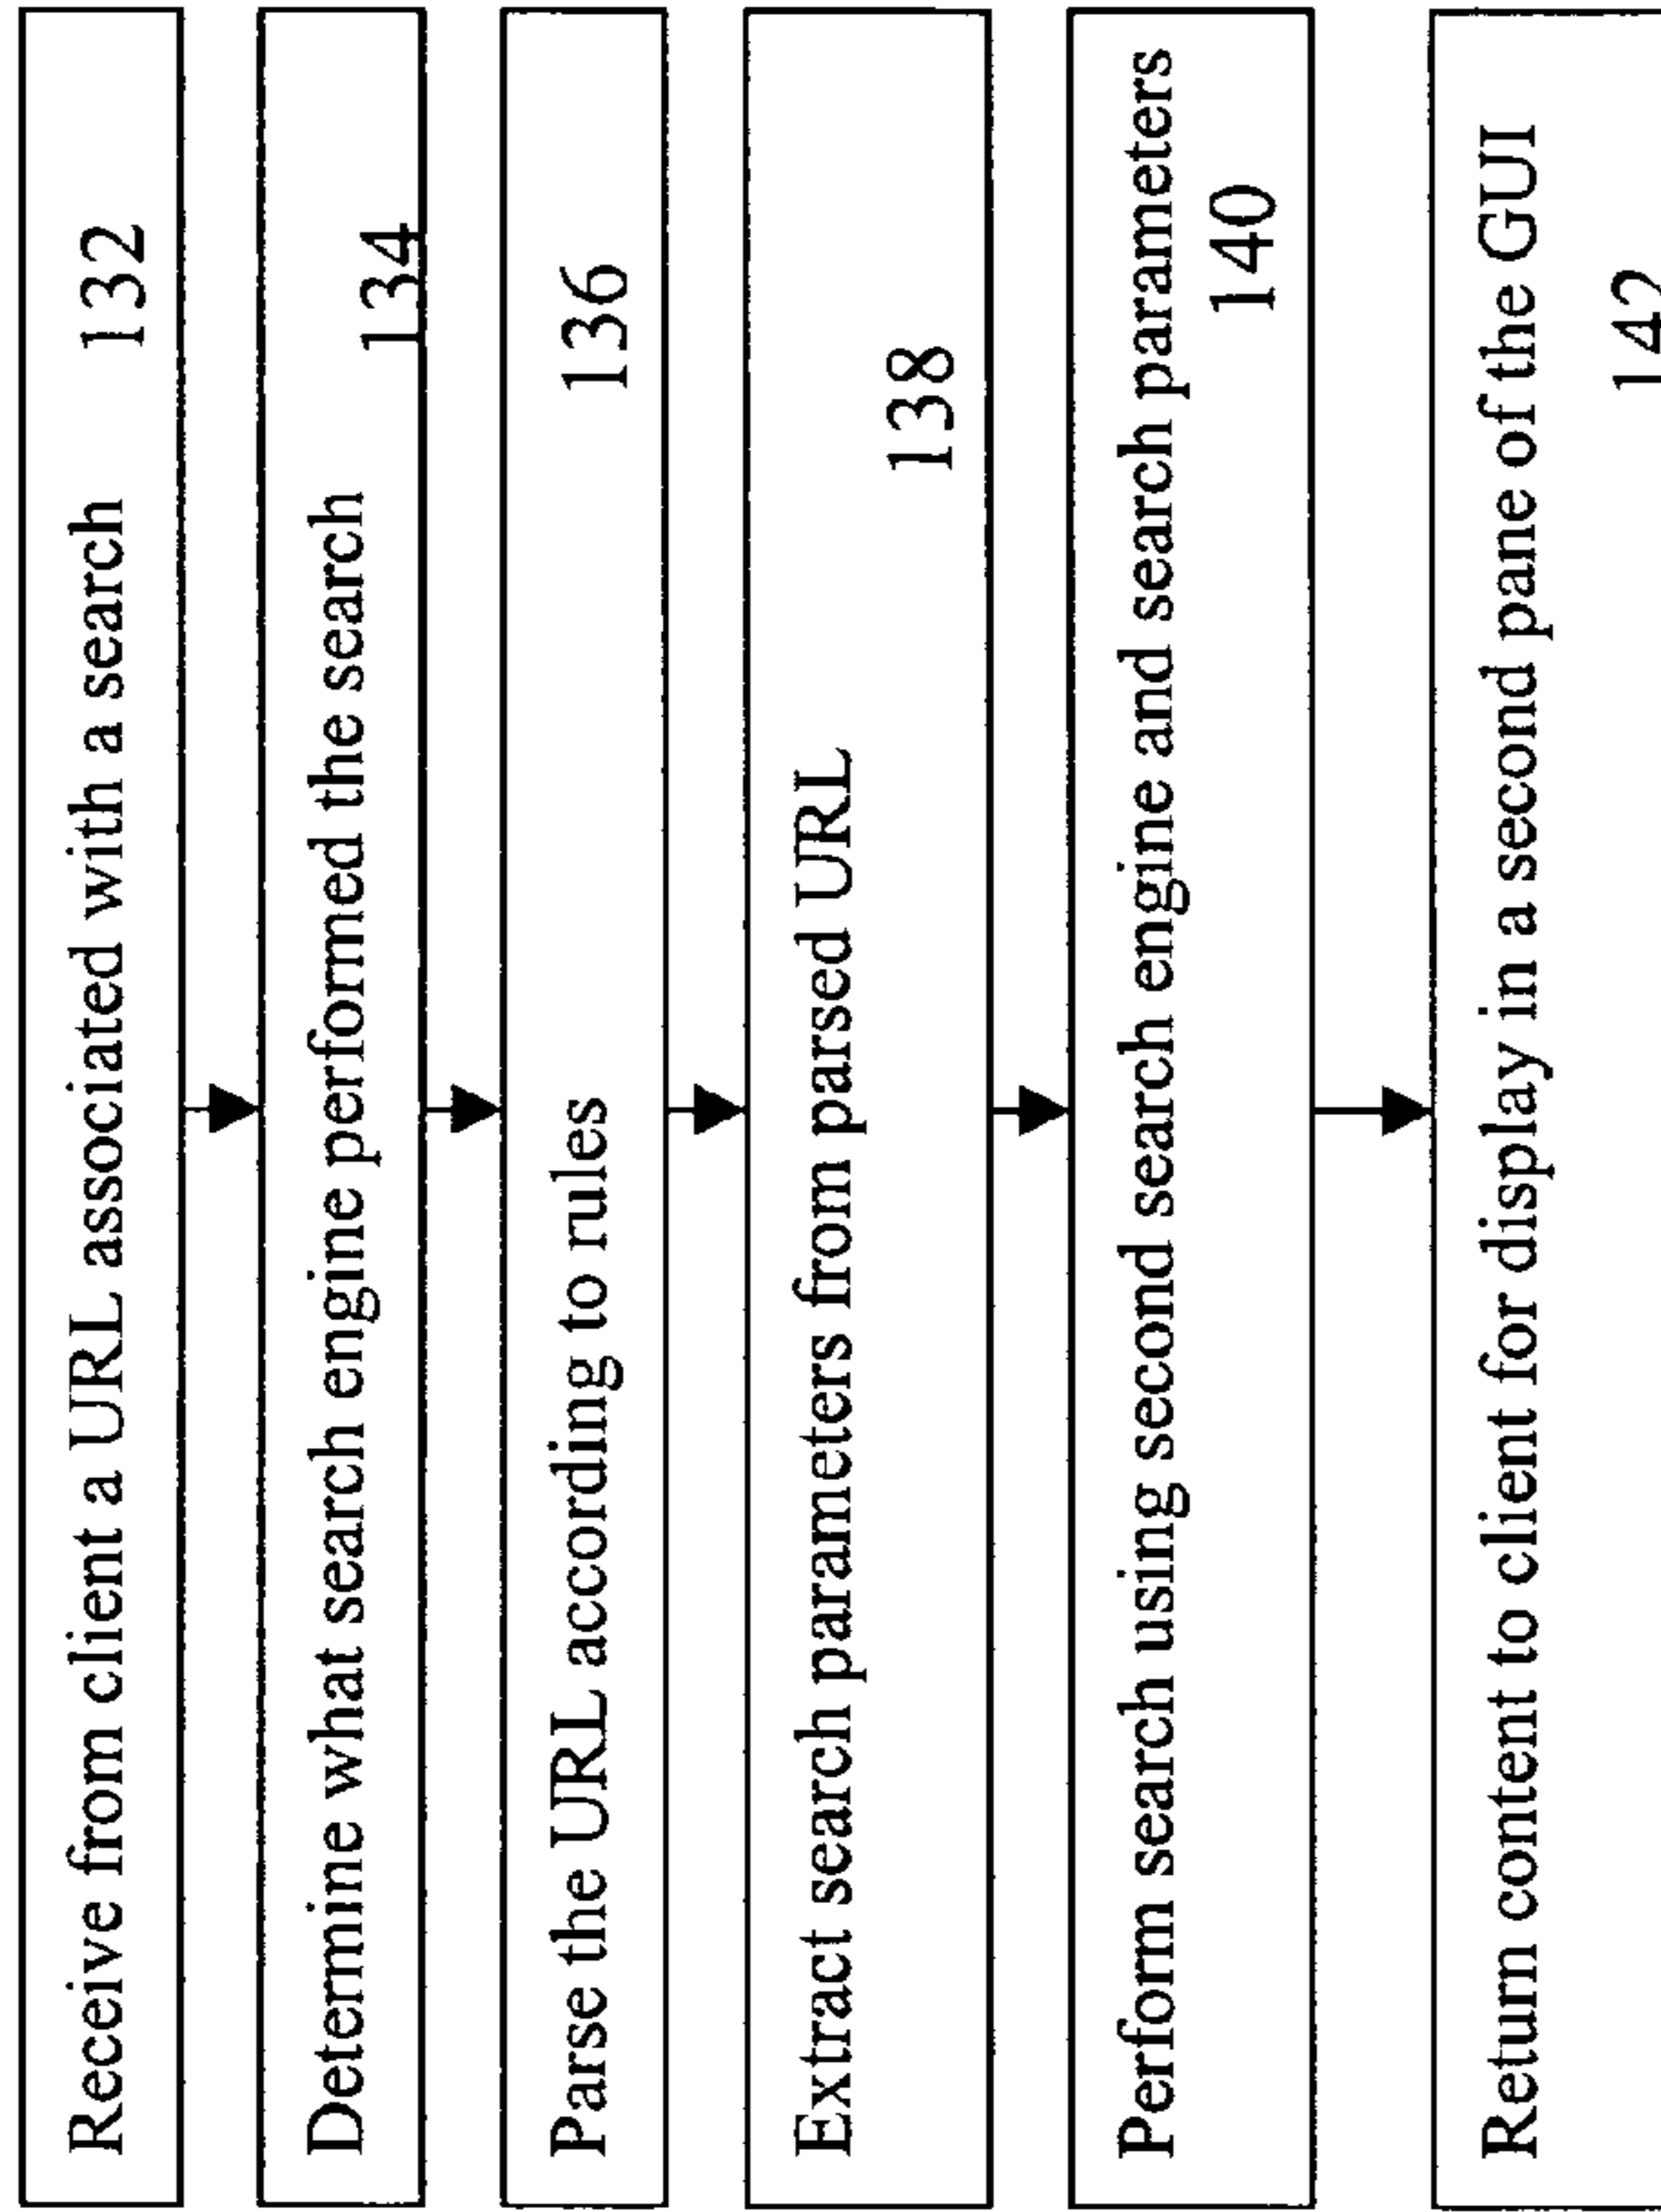 Receive from client a URL associated with a search 132
Determine what search engine performed the search
134
Parse the URL according to rules 136
Extract search parameters from parsed URL
138
Perform search using second search engine and search parameters
140
Return content to client for display in a second pane of the GUI
142